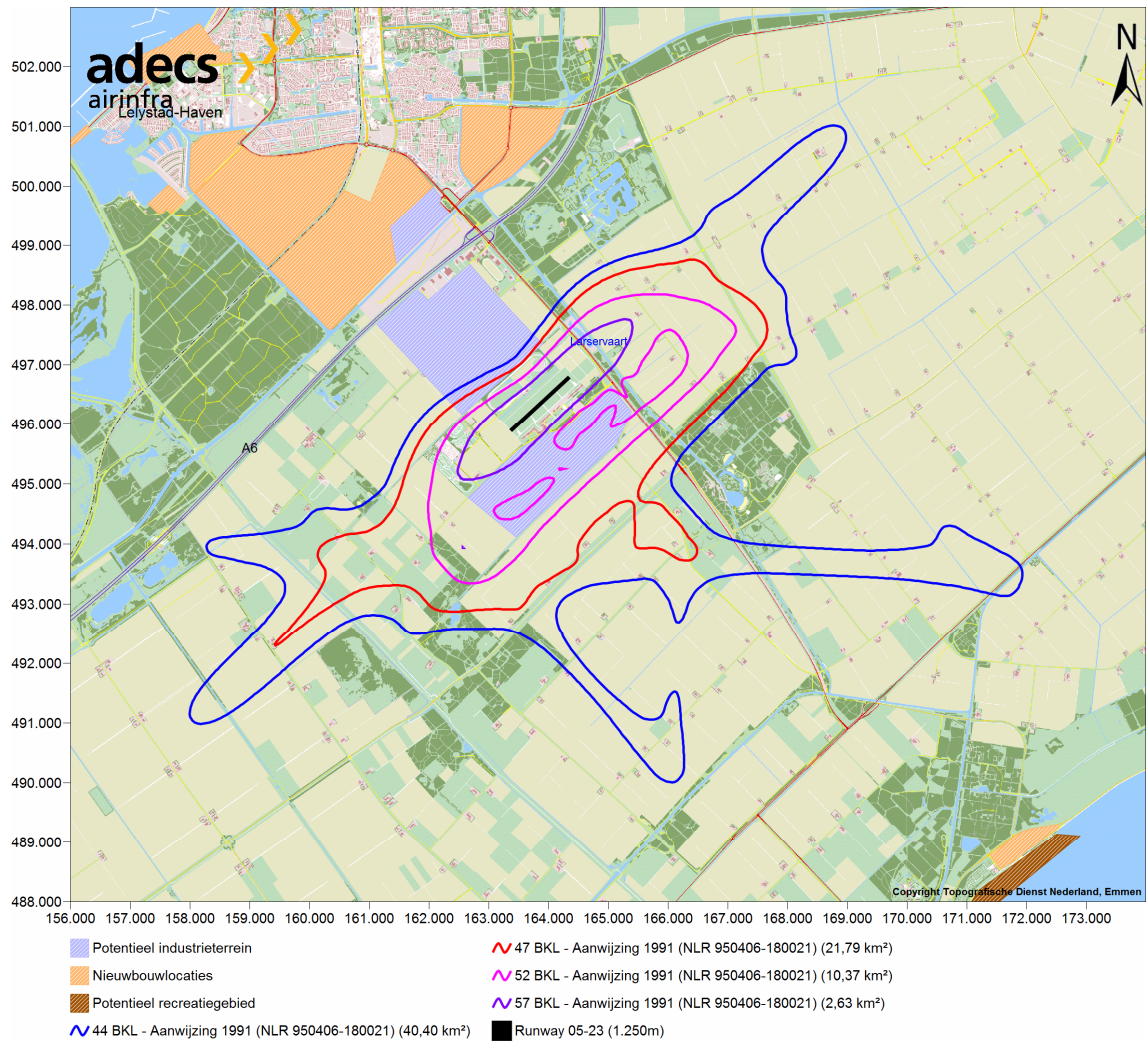 adecs
airinfra
Lelystad-Haven
N
502.000
501.000
500.000
499.000
498.000
497.000
496.000
495.000
494.000
493.000
492.000
491.000
490.000
489.000
488.000
Larservaart
A6
Copyright Topografische Dienst Nederland, Emmen
156.000 157.000 158.000 159.000 160.000 161.000 162.000 163.000 164.000 165.000 166.000 167.000 168.000 169.000 170.000 171.000 172.000 173.000
Potentieel industrieterrein
Nieuwbouwlocaties
Potentieel recreatiegebied
44 BKL - Aanwijzing 1991 (NLR 950406-180021) (40,40 km²)
47 BKL - Aanwijzing 1991 (NLR 950406-180021) (21,79 km²)
52 BKL - Aanwijzing 1991 (NLR 950406-180021) (10,37 km²)
57 BKL - Aanwijzing 1991 (NLR 950406-180021) (2,63 km²)
Runway 05-23 (1.250m)